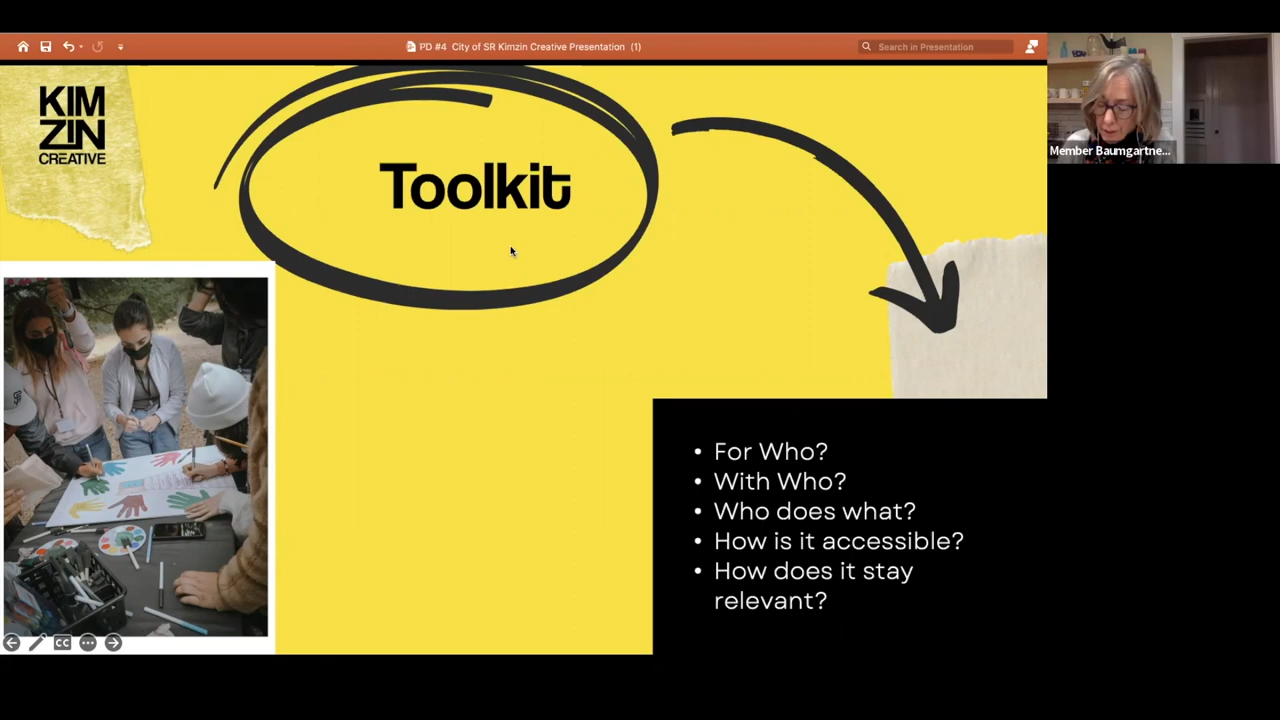 PD #4 City of SR Kimzin Creative Presentation (1)
Search in Presentation
KIM
ZIN
CREATIVE
Toolkit
Member Baumgartne...
• For Who?
• With Who?
• Who does what?
• How is it accessible?
• How does it stay
relevant?
CC